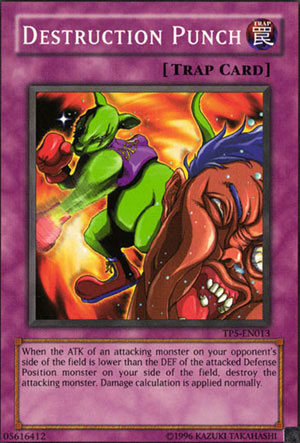 DESTRUCTION PUNCH
TRAP
罠
[TRAP CARD]
TP5-EN013
When the ATK of an attacking monster on your opponent's
side of the field is lower than the DEF of the attacked Defense
Position monster on your side of the field, destroy the
attacking monster. Damage calculation is applied normally.
05616412
©1996 KAZUKI TAKAHASHI